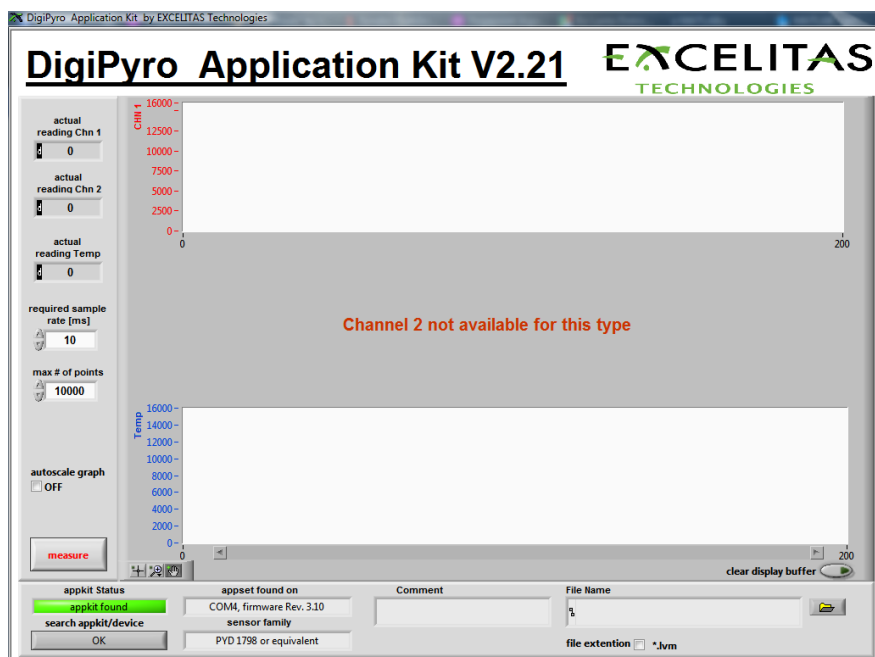 DigiPyro Application Kit by EXCELITAS Technologies
DigiPyro Application Kit V2.21
EXCELITAS
TECHNOLOGIES
actual
reading Chn 1
d 0
actual
reading Chn 2
d 0
actual
reading Temp
d 0
required sample
rate [ms]
10
max # of points
10000
autoscale graph
OFF
measure
CHN 1
16000
12500
10000
7500
5000
2500
0
0 200
Channel 2 not available for this type
Temp
16000
14000
12000
10000
8000
6000
4000
2000
0
0 200
clear display buffer
appkit Status
appkit found
search appkit/device
OK
appset found on
COM4, firmware Rev. 3.10
sensor family
PYD 1798 or equivalent
Comment
File Name
file extention *.lvm